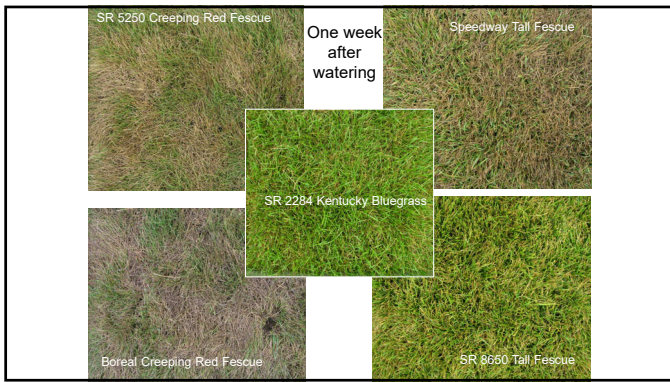 SR 5250 Creeping Red Fescue
One week
after
watering
Speedway Tall Fescue
SR 2284 Kentucky Bluegrass
Boreal Creeping Red Fescue
SR 8650 Tall Fescue